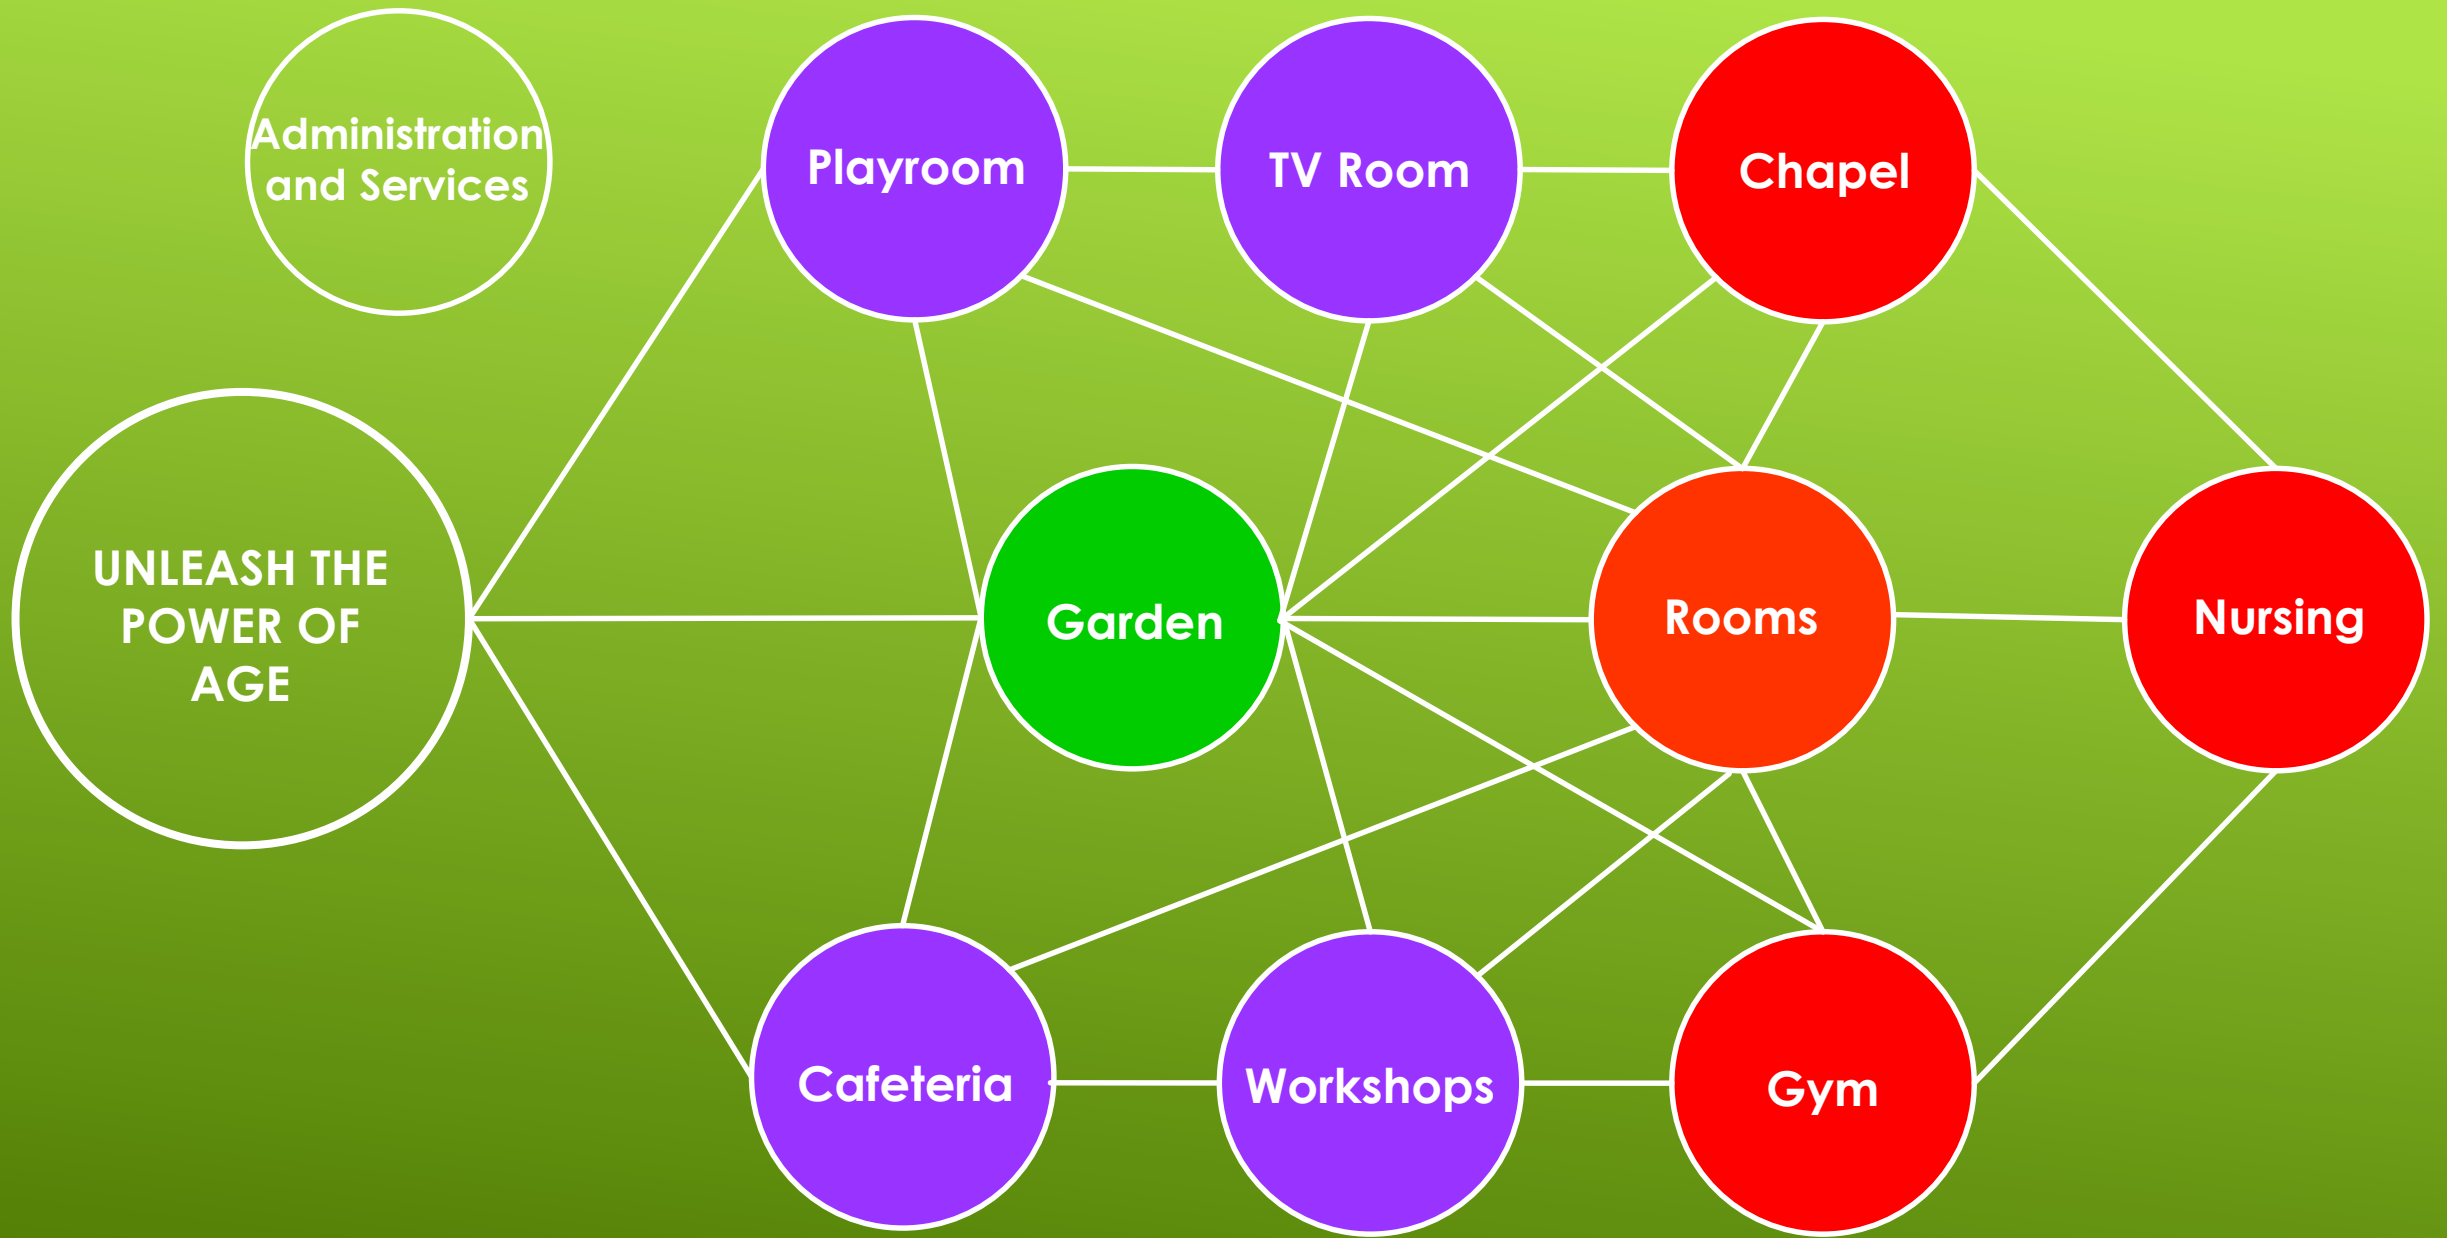 Administration
and Services
Playroom
TV Room
Chapel
UNLEASH THE
POWER OF
AGE
Garden
Rooms
Nursing
Cafeteria
Workshops
Gym